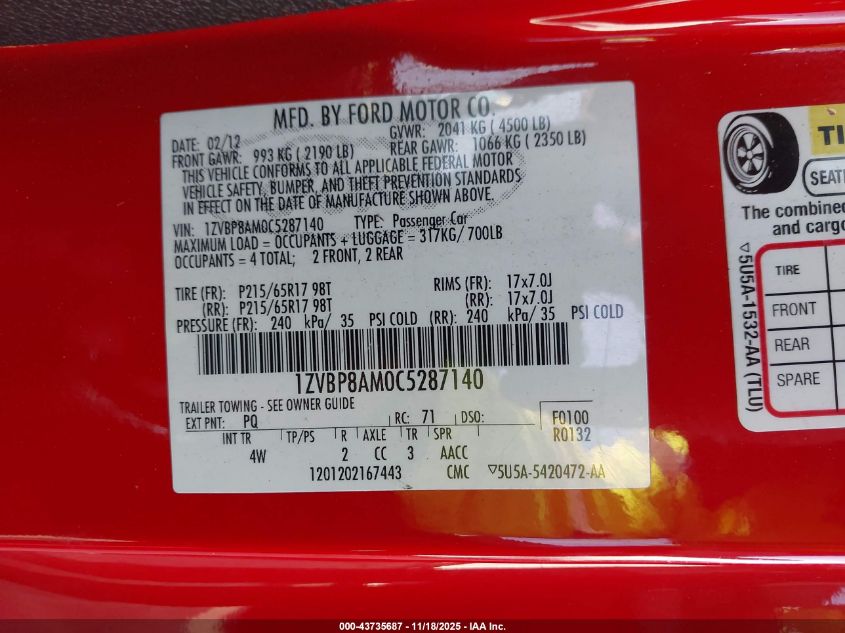 MFD. BY FORD MOTOR CO.
DATE: 02/12 GVWR: 2041 KG ( 4500 LB)
FRONT GAWR: 993 KG ( 2190 LB) REAR GAWR: 1066 KG ( 2350 LB)
THIS VEHICLE CONFORMS TO ALL APPLICABLE FEDERAL MOTOR
VEHICLE SAFETY, BUMPER, AND THEFT PREVENTION STANDARDS
IN EFFECT ON THE DATE OF MANUFACTURE SHOWN ABOVE.
VIN: 1ZVBP8AM0C5287140 TYPE: Passenger Car
MAXIMUM LOAD = OCCUPANTS + LUGGAGE = 317KG/ 700LB
OCCUPANTS = 4 TOTAL; 2 FRONT, 2 REAR
TIRE (FR): P215/65R17 98T RIMS (FR): 17x7.0J
(RR): P215/65R17 98T (RR): 17x7.0J
PRESSURE (FR): 240 kPa/ 35 PSI COLD (RR): 240 kPa/ 35 PSI COLD
1ZVBP8AM0C5287140
TRAILER TOWING - SEE OWNER GUIDE
EXT PNT: PQ RC: 71 DSO: F0100
INT TR TP/PS R AXLE TR SPR R0132
4W 2 CC 3 AACC
1201202167443 CMC ▽5U5A-5420472-AA
TI
SEATI
The combined
and cargo
TIRE
FRONT
REAR
SPARE
▽5U5A-1532-AA (TLU)
000-43735687 - 11/18/2025 - IAA Inc.